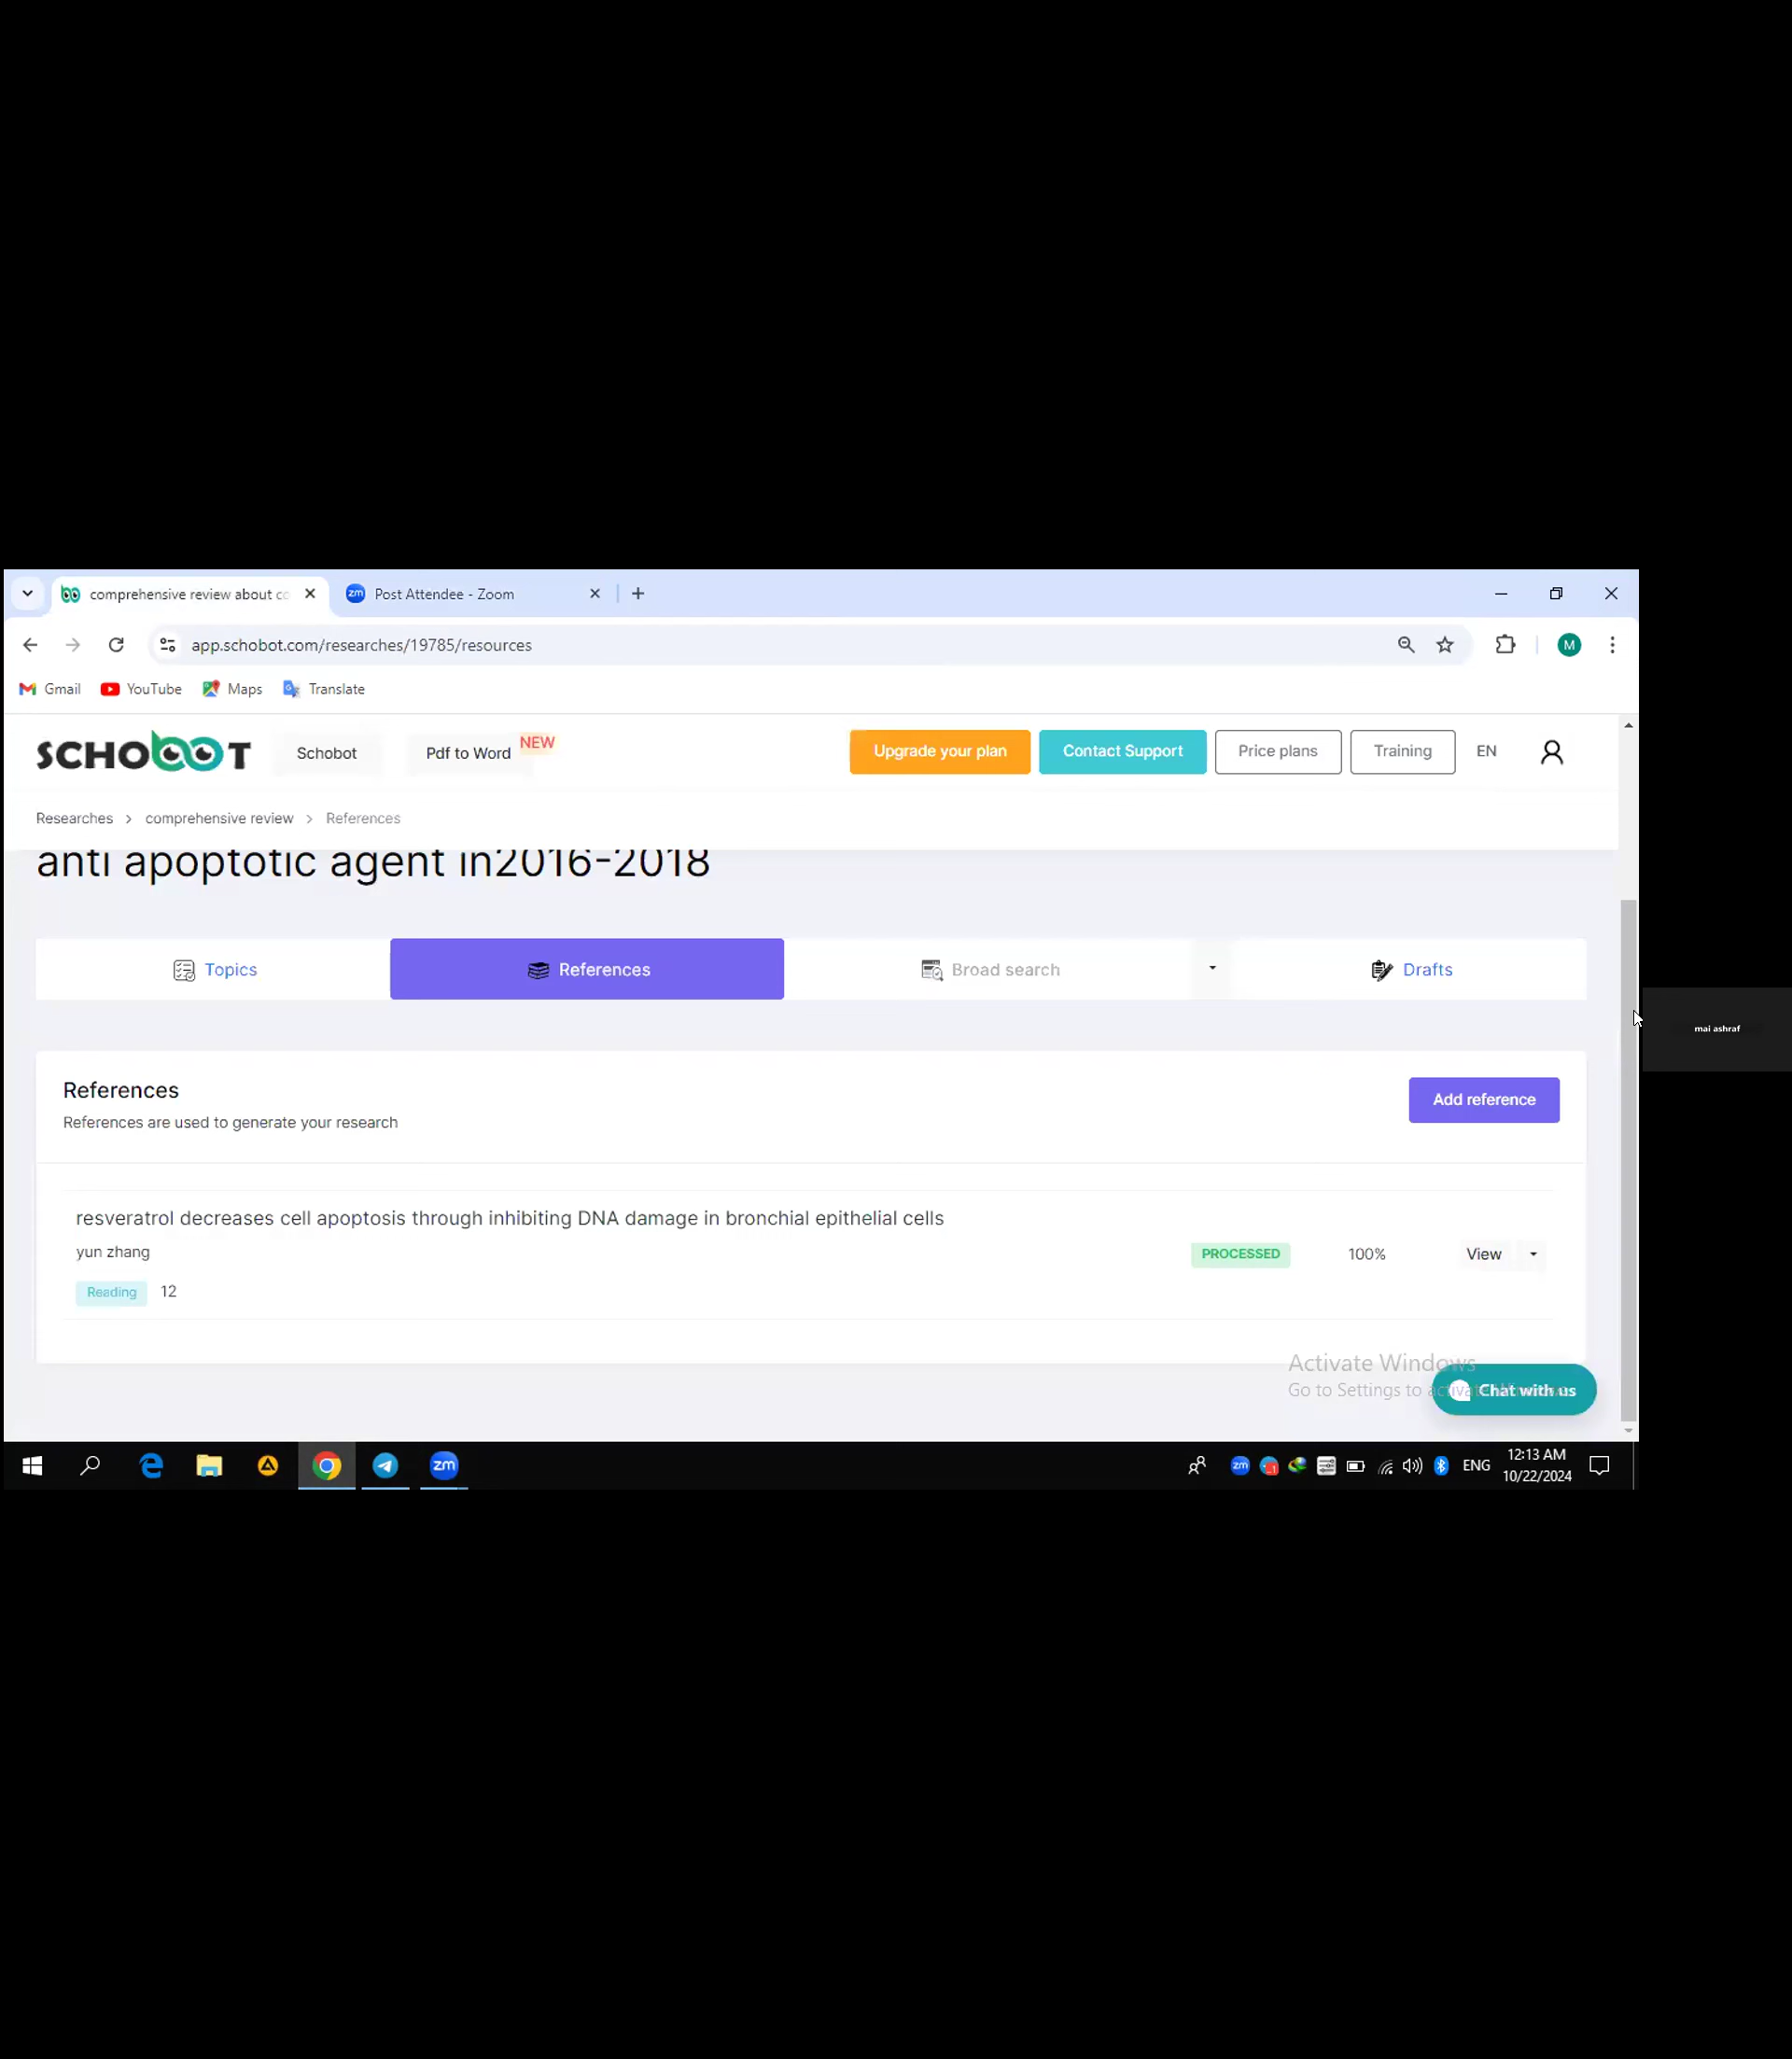 comprehensive review about co
Post Attendee - Zoom
app.schobot.com/researches/19785/resources
M
Gmail YouTube Maps Translate
SCHOBOT Schobot Pdf to Word NEW Upgrade your plan Contact Support Price plans Training EN
Researches > comprehensive review > References
anti apoptotic agent in2016-2018
Topics References Broad search Drafts
mai ashraf
References
Add reference
References are used to generate your research
resveratrol decreases cell apoptosis through inhibiting DNA damage in bronchial epithelial cells
yun zhang
PROCESSED 100% View
Reading 12
Activate Windows
Go to Settings to activate
Chat with us
zm zm ENG 12:13 AM
10/22/2024